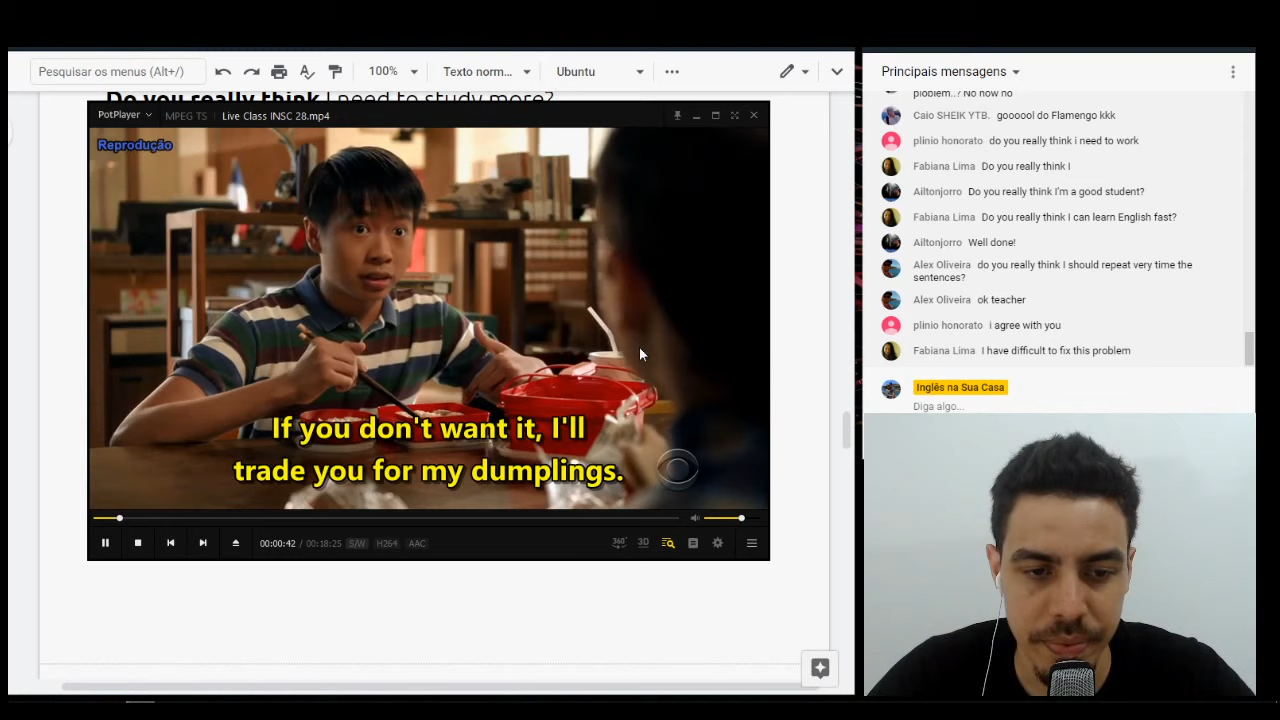 Pesquisar os menus (Alt+/)
100%
Texto norm...
Ubuntu
Do you really think I need to study more?
PotPlayer
MPEG TS
Live Class INSC 28.mp4
Reprodução
If you don't want it, I'll
trade you for my dumplings.
00:00:42 / 00:18:25 S/W H264 AAC
360°
3D
Principais mensagens
ploblem..? No now no
Caio SHEIK YTB. goooool do Flamengo kkk
plinio honorato do you really think i need to work
Fabiana Lima Do you really think I
Ailtonjorro Do you really think I'm a good student?
Fabiana Lima Do you really think I can learn English fast?
Ailtonjorro Well done!
Alex Oliveira do you really think I should repeat very time the
sentences?
Alex Oliveira ok teacher
plinio honorato i agree with you
Fabiana Lima I have difficult to fix this problem
Inglês na Sua Casa
Diga algo...